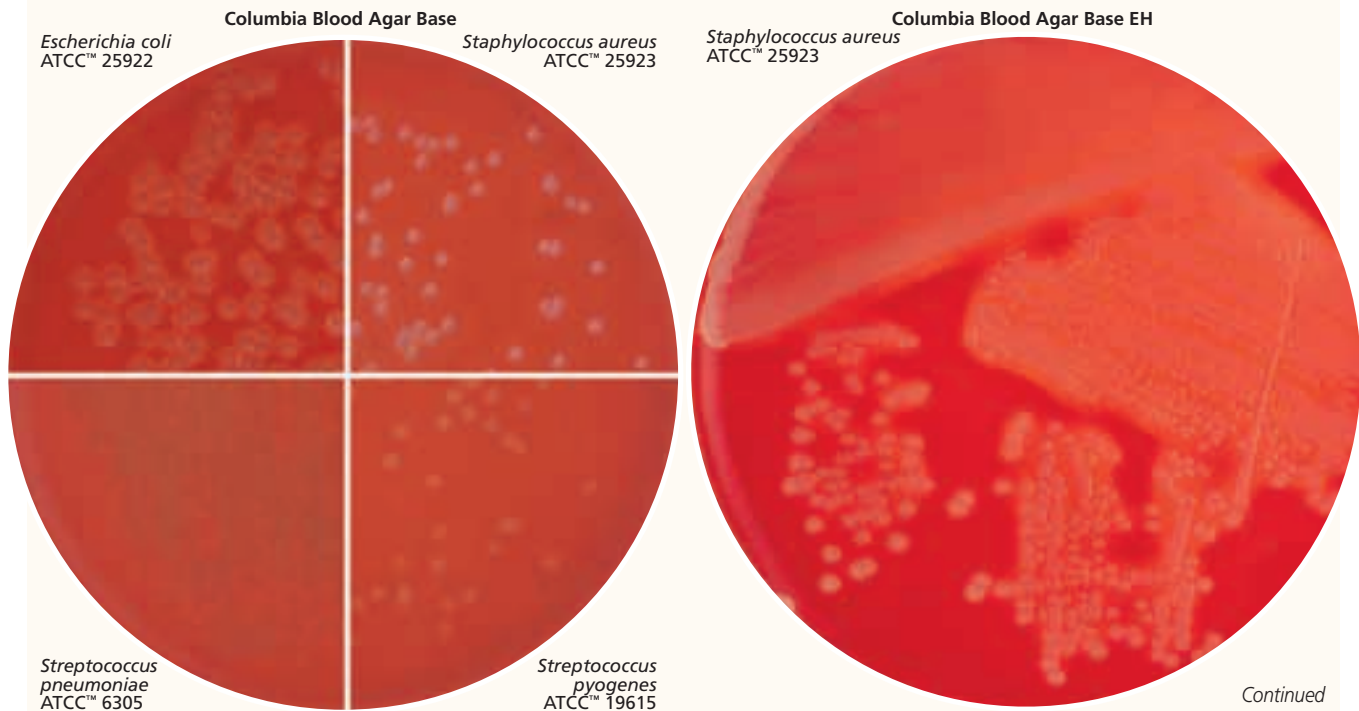 Columbia Blood Agar Base
Escherichia coli
ATCC™ 25922
Staphylococcus aureus
ATCC™ 25923
Streptococcus
pneumoniae
ATCC™ 6305
Streptococcus
pyogenes
ATCC™ 19615
Columbia Blood Agar Base EH
Staphylococcus aureus
ATCC™ 25923
Continued